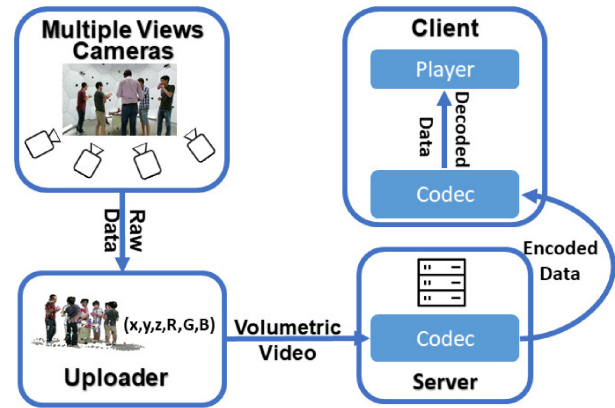 Multiple Views
Cameras
Raw
Data
(x,y,z,R,G,B)
Uploader
Volumetric
Video
Codec
Server
Encoded
Data
Client
Player
Decoded
Data
Codec